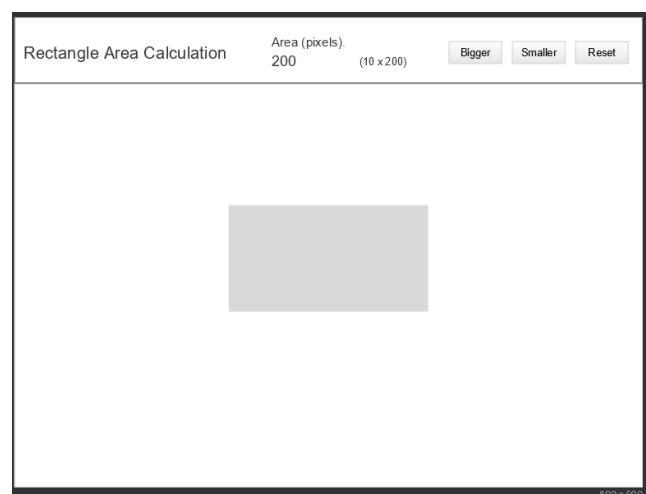 Rectangle Area Calculation
Area (pixels).
200 (10 x 200)
Bigger Smaller Reset